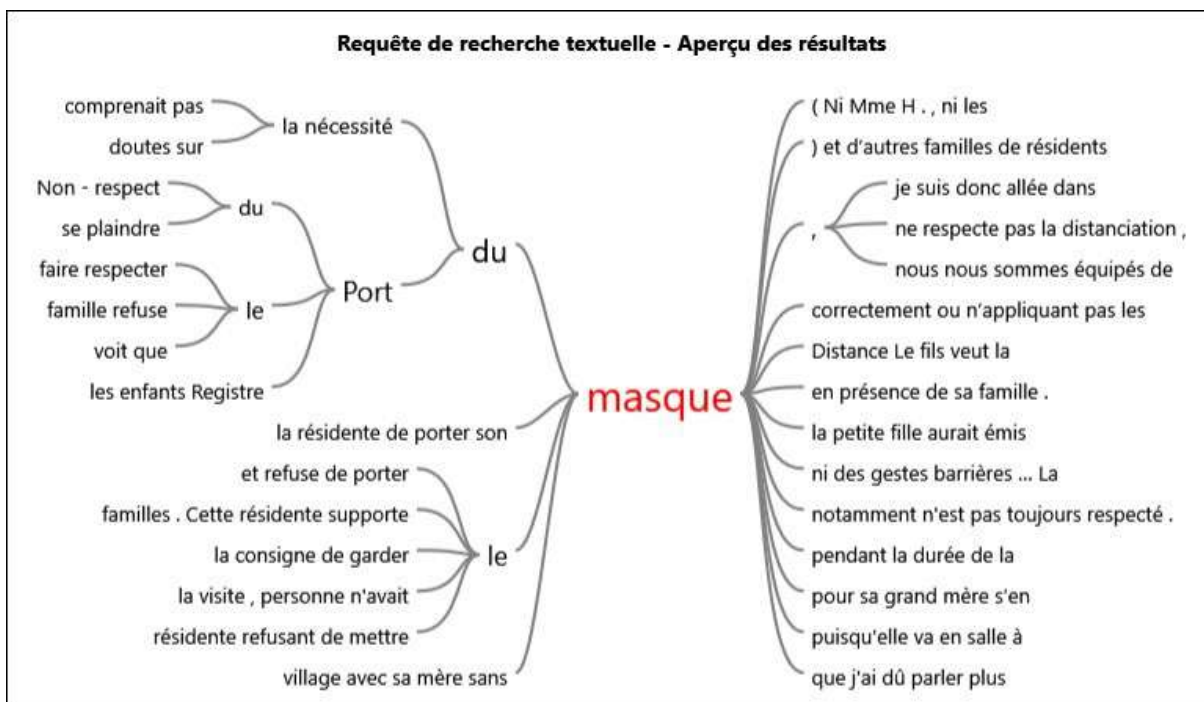 Requête de recherche textuelle - Aperçu des résultats
comprenait pas
doutes sur
la nécessité
Non - respect
se plaindre
du
faire respecter
famille refuse
voit que
le
les enfants Registre
Port
du
la résidente de porter son
et refuse de porter
familles . Cette résidente supporte
la consigne de garder
la visite , personne n'avait
résidente refusant de mettre
le
village avec sa mère sans
masque
( Ni Mme H . , ni les
) et d'autres familles de résidents
,
je suis donc allée dans
ne respecte pas la distanciation ,
nous nous sommes équipés de
correctement ou n'appliquant pas les
Distance Le fils veut la
en présence de sa famille .
la petite fille aurait émis
ni des gestes barrières ... La
notamment n'est pas toujours respecté .
pendant la durée de la
pour sa grand mère s'en
puisqu'elle va en salle à
que j'ai dû parler plus